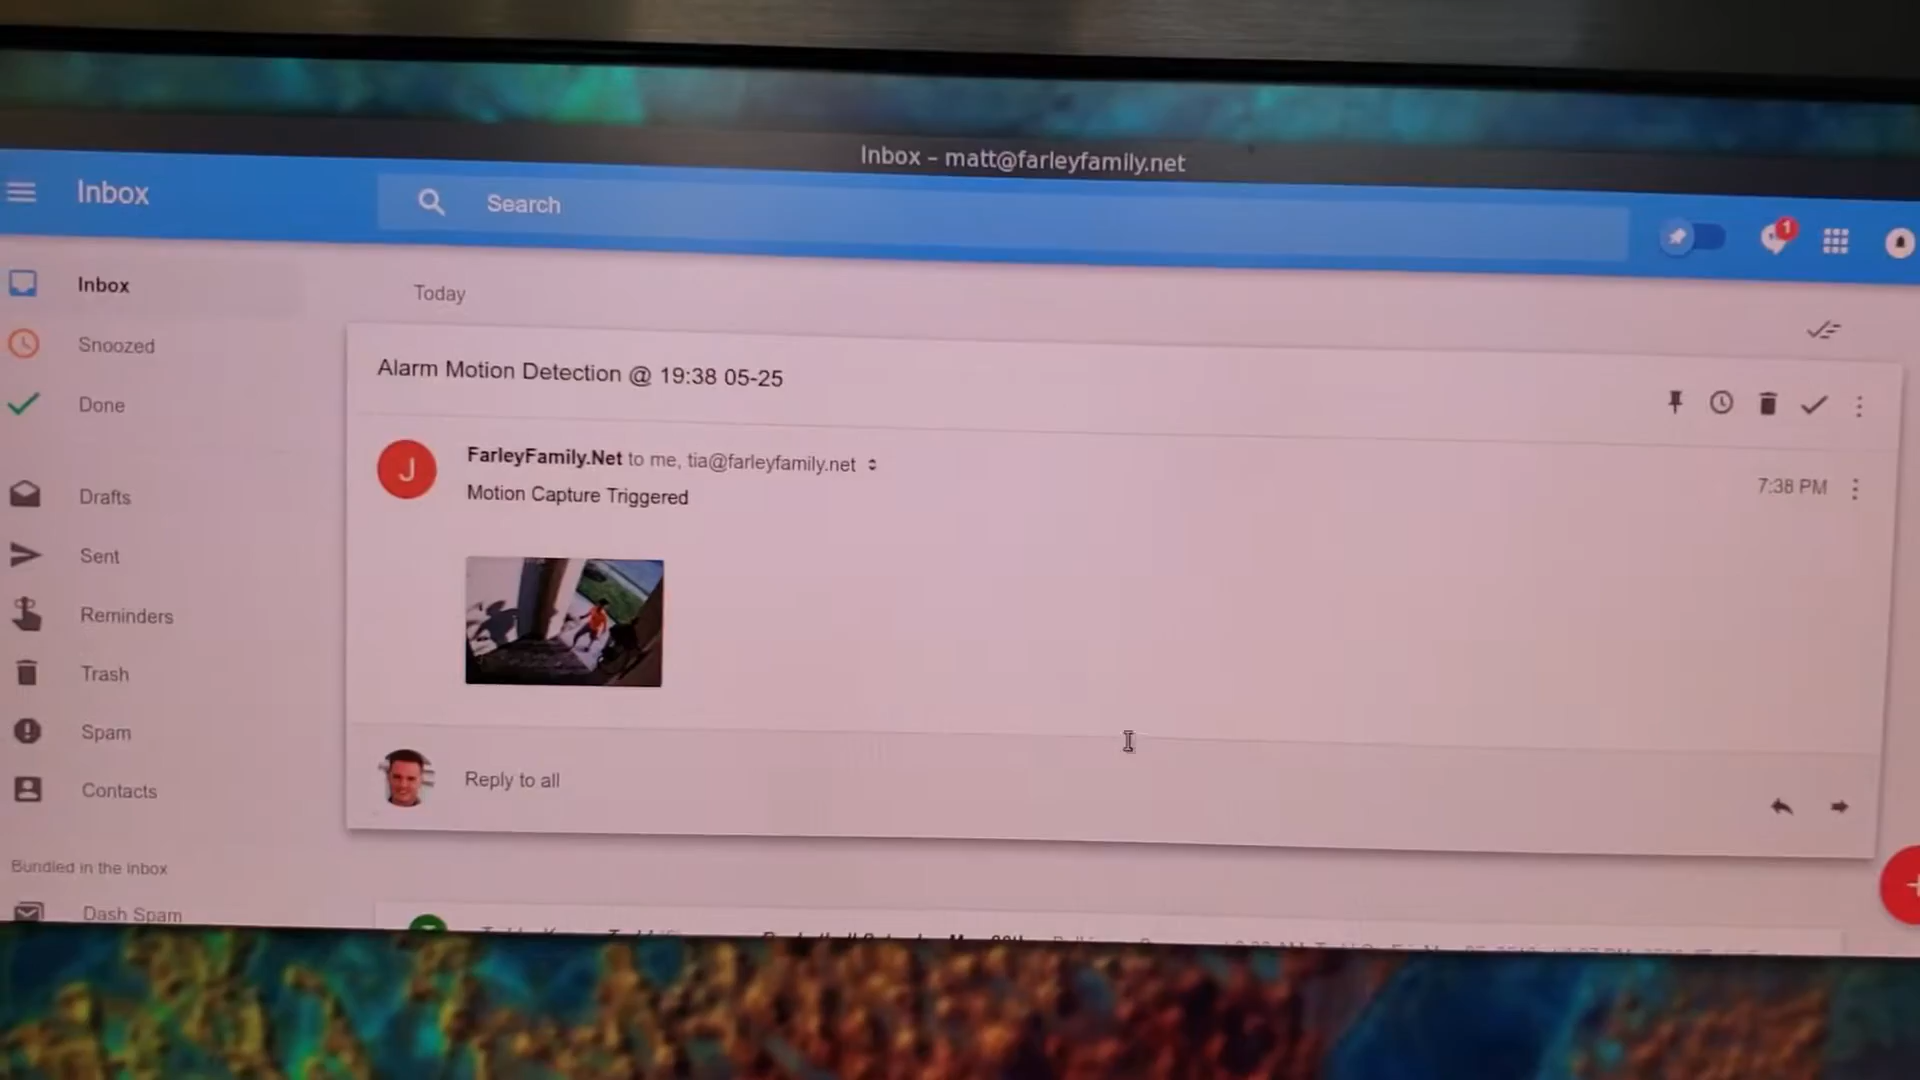 Inbox – matt@farleyfamily.net
Inbox
Search
1
Inbox
Snoozed
Done
Drafts
Sent
Reminders
Trash
Spam
Contacts
Bundled in the inbox
Dash Spam
Today
Alarm Motion Detection @ 19:38 05-25
J
FarleyFamily.Net to me, tia@farleyfamily.net
7:38 PM
Motion Capture Triggered
Reply to all